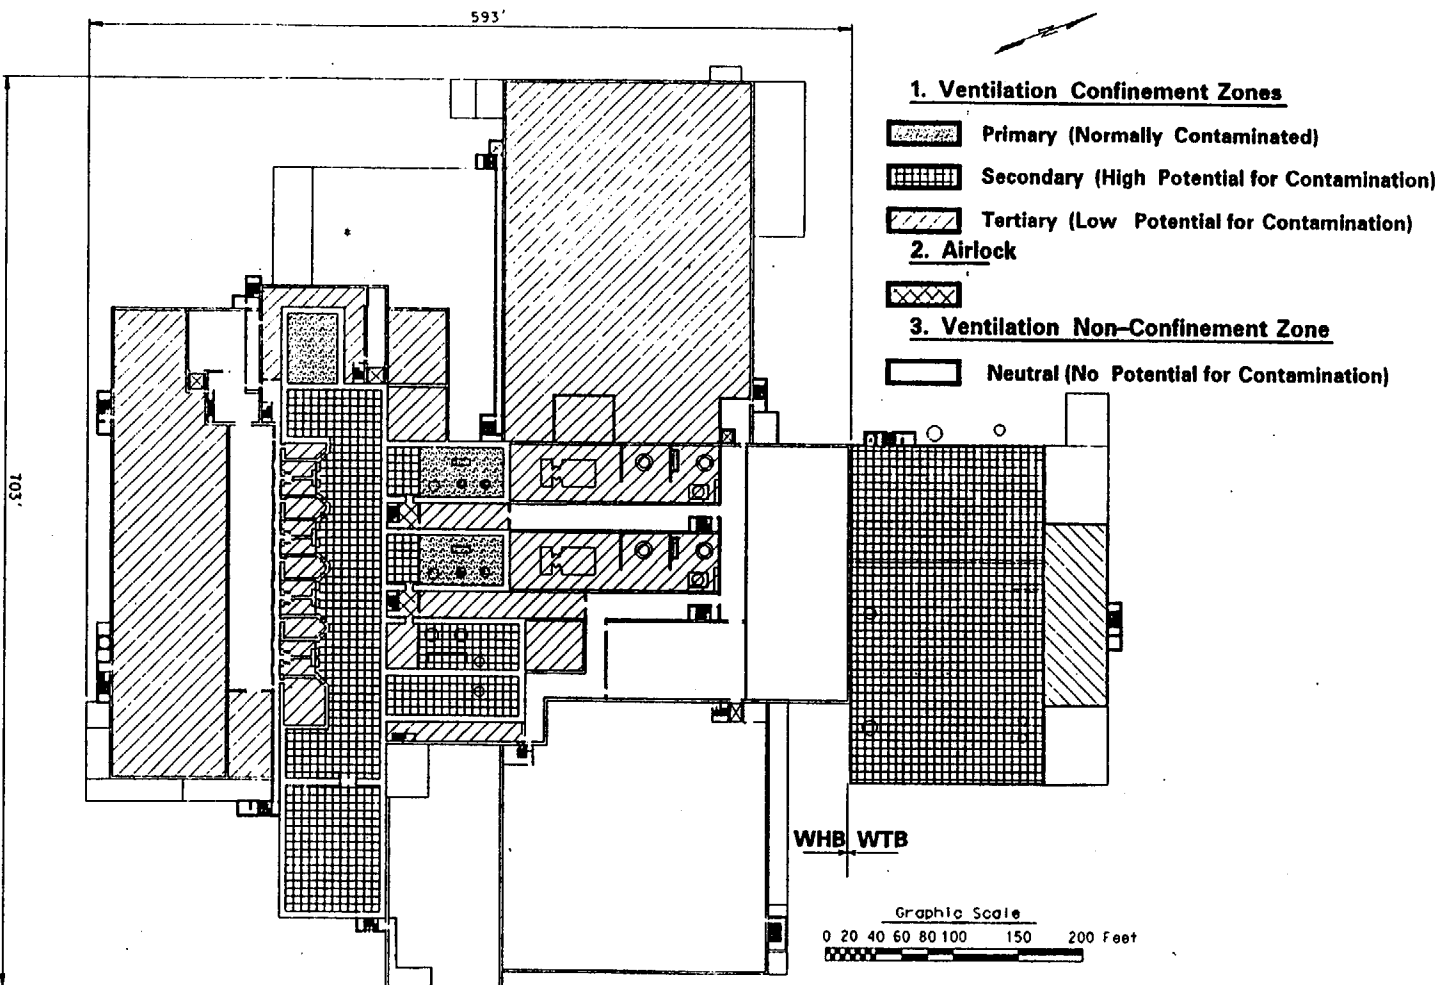 593'
N
1. Ventilation Confinement Zones
Primary (Normally Contaminated)
Secondary (High Potential for Contamination)
Tertiary (Low Potential for Contamination)
2. Airlock
3. Ventilation Non-Confinement Zone
Neutral (No Potential for Contamination)
703'
*
WHB WTB
Graphic Scale
0 20 40 60 80 100 150 200 Feet